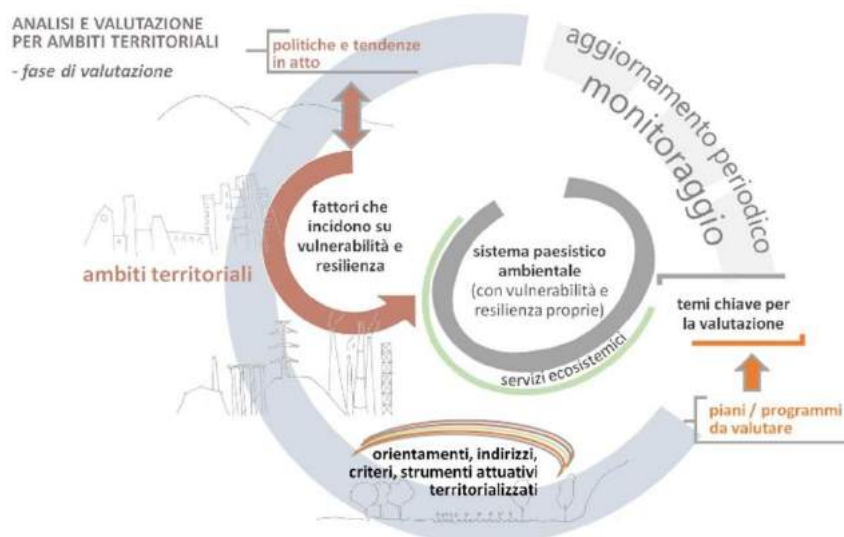 ANALISI E VALUTAZIONE
PER AMBITI TERRITORIALI
- fase di valutazione
politiche e tendenze
in atto
aggiornamento periodico
monitoraggio
fattori che
incidono su
vulnerabilità e
resilienza
ambiti territoriali
sistema paesistico
ambientale
(con vulnerabilità e
resilienza proprie)
servizi ecosistemici
temi chiave per
la valutazione
piani / programmi
da valutare
orientamenti, indirizzi,
criteri, strumenti attuativi
territorializzati